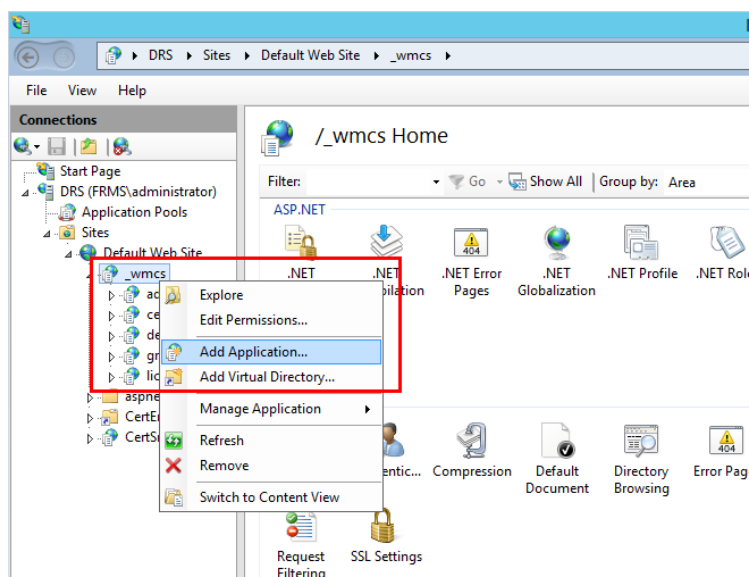 DRS Sites Default Web Site _wmcs
File View Help
Connections
Start Page
DRS (FRMS\administrator)
Application Pools
Sites
Default Web Site
_wmcs
aspne
CertSr
Explore
Edit Permissions...
Add Application...
Add Virtual Directory...
Manage Application
Refresh
Remove
Switch to Content View
/_wmcs Home
Filter: Go Show All Group by: Area
ASP.NET
.NET .NET .NET Error Pages .NET Globalization .NET Profile .NET Role
Compression Default Document Directory Browsing Error Pag
Request Filtering SSL Settings